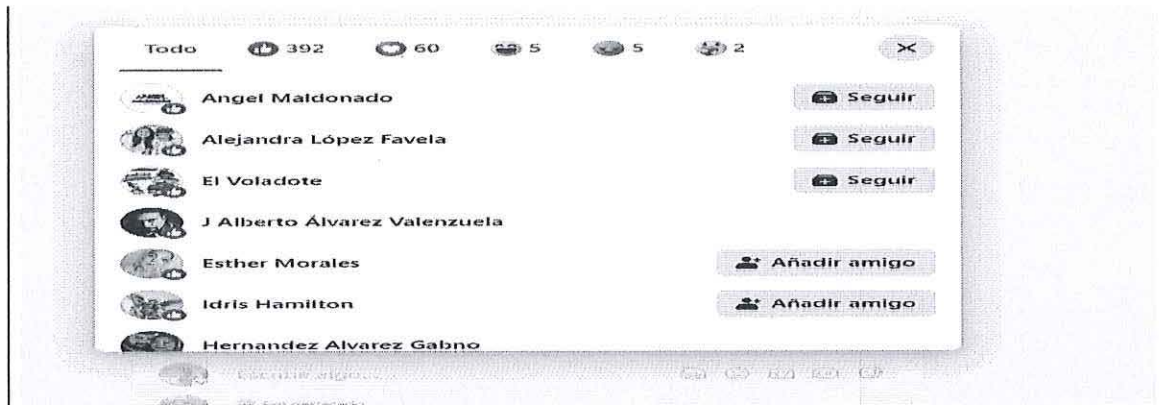 Todo 392 60 5 5 2
Angel Maldonado Seguir
Alejandra López Favela Seguir
El Voladote Seguir
J Alberto Álvarez Valenzuela
Esther Morales Añadir amigo
Idris Hamilton Añadir amigo
Hernandez Alvarez Gabno